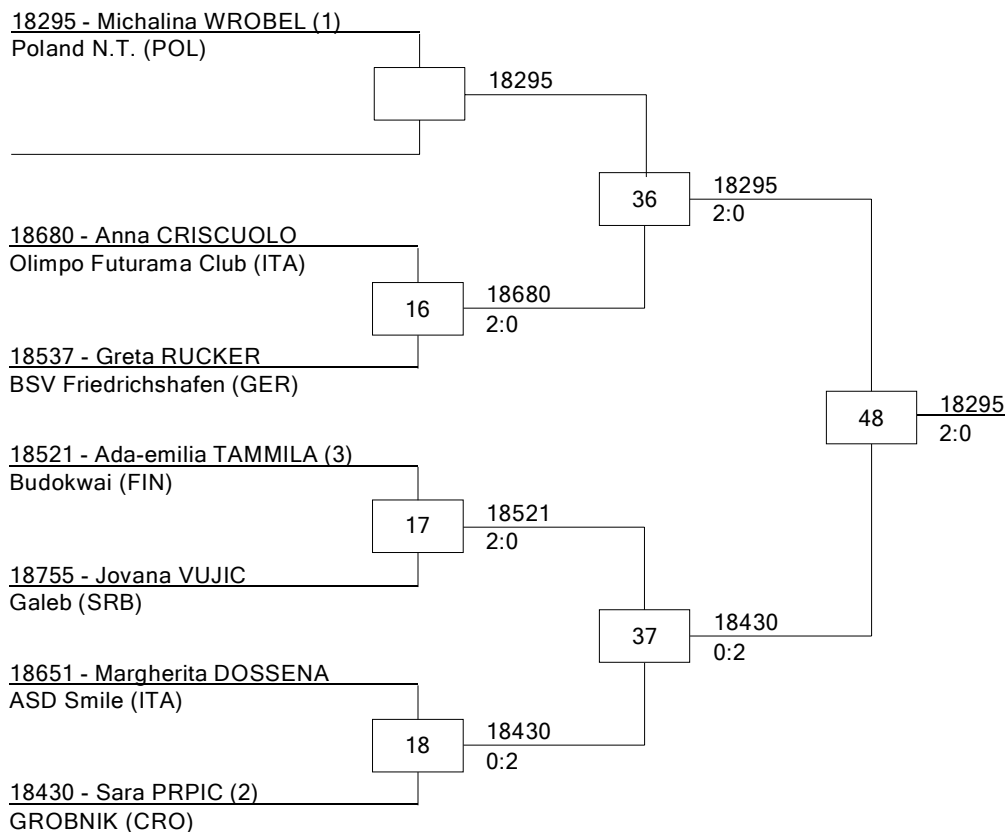 18295 - Michalina WROBEL (1)
Poland N.T. (POL)
18295
36
18295
2:0
18680 - Anna CRISCUOLO
Olimpo Futurama Club (ITA)
16
18680
2:0
18537 - Greta RUCKER
BSV Friedrichshafen (GER)
48
18295
2:0
18521 - Ada-emilia TAMMILA (3)
Budokwai (FIN)
17
18521
2:0
18755 - Jovana VUJIC
Galeb (SRB)
37
18430
0:2
18651 - Margherita DOSSENA
ASD Smile (ITA)
18
18430
0:2
18430 - Sara PRPIC (2)
GROBNIK (CRO)